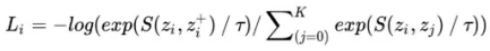 L_i = −log(exp(S(z_i, z_i^+) / τ)/ ∑_{(j=0)}^K exp(S(z_i, z_j) / τ))